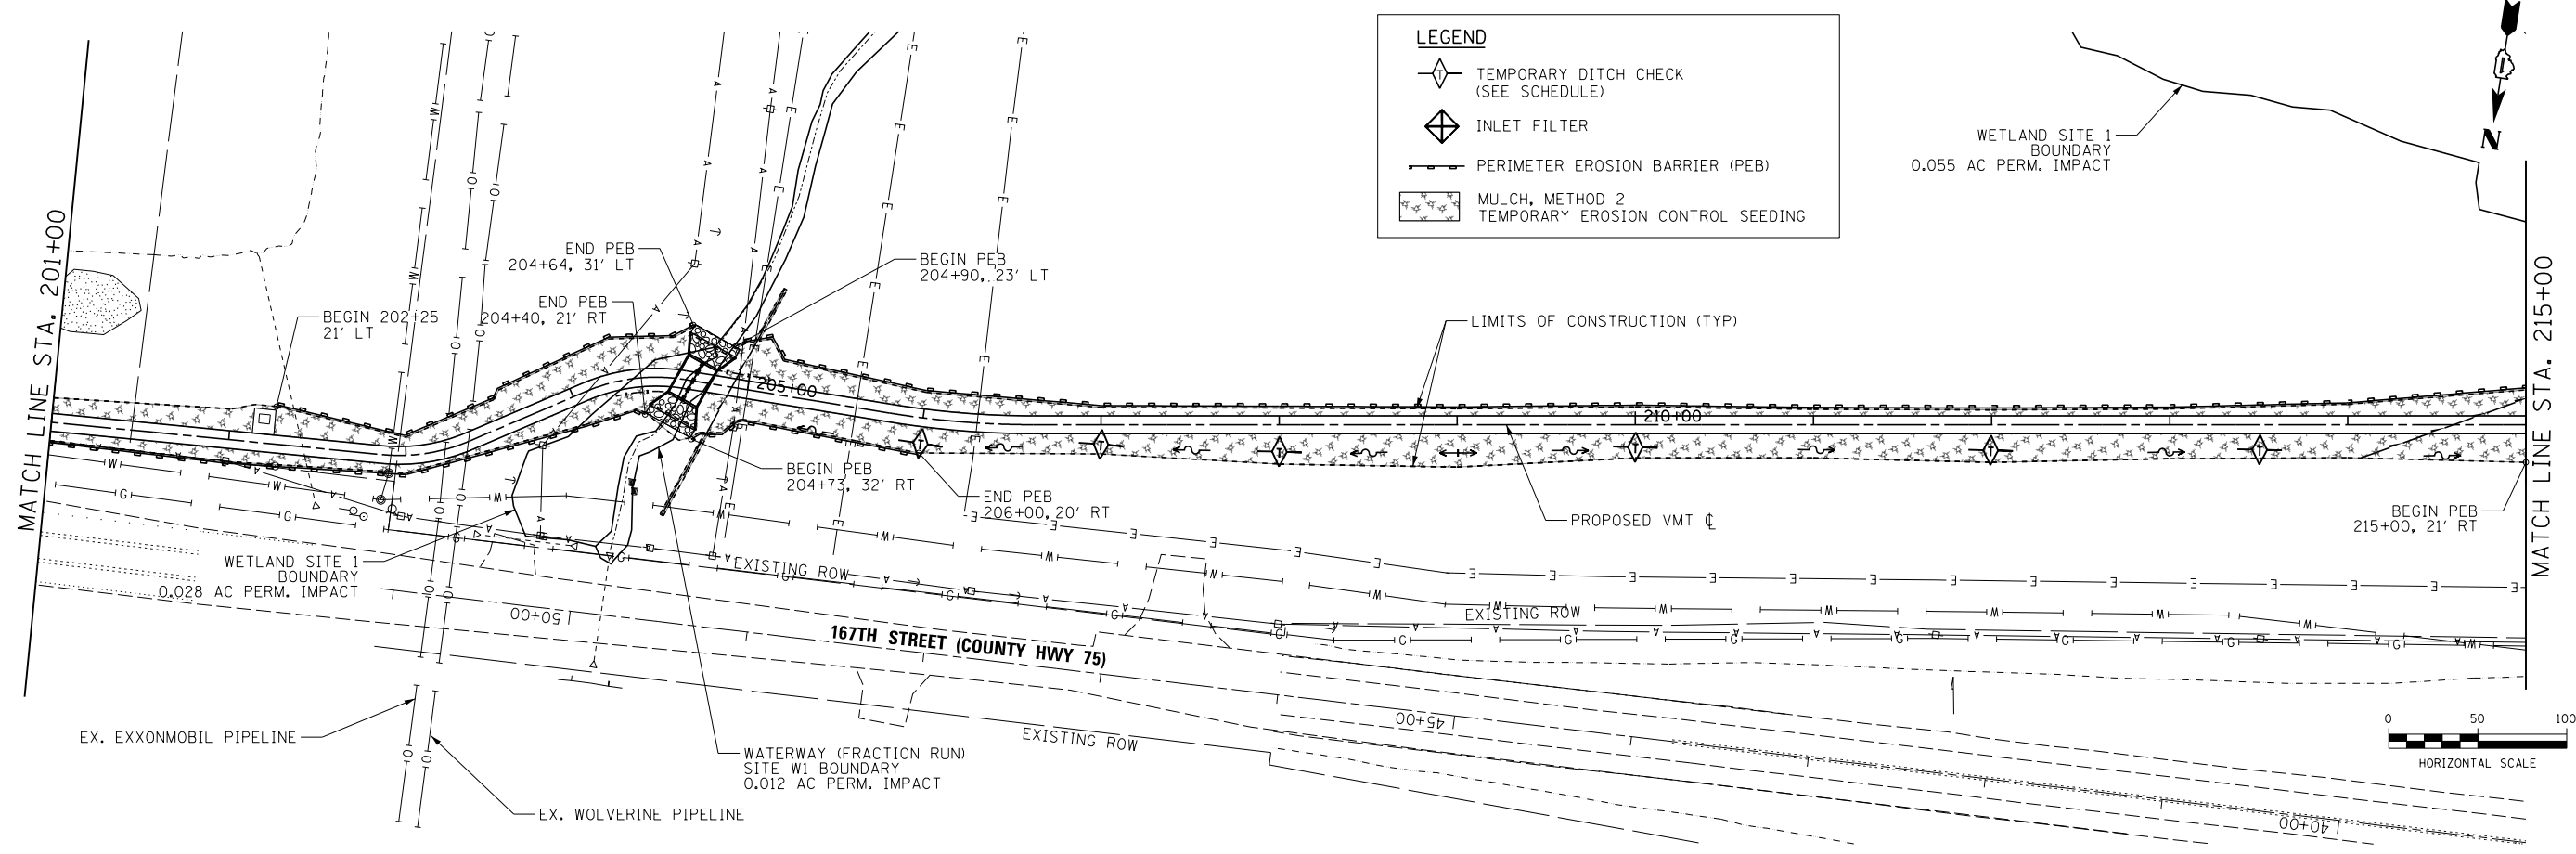 LEGEND
TEMPORARY DITCH CHECK
(SEE SCHEDULE)
INLET FILTER
PERIMETER EROSION BARRIER (PEB)
MULCH, METHOD 2
TEMPORARY EROSION CONTROL SEEDING
N
WETLAND SITE 1
BOUNDARY
0.055 AC PERM. IMPACT
MATCH LINE STA. 201+00
END PEB
204+64, 31' LT
BEGIN PEB
204+90, 23' LT
END PEB
204+40, 21' RT
BEGIN 202+25
21' LT
LIMITS OF CONSTRUCTION (TYP)
MATCH LINE STA. 215+00
205+00
210+00
BEGIN PEB
204+73, 32' RT
END PEB
206+00, 20' RT
PROPOSED VMT ℄
BEGIN PEB
215+00, 21' RT
WETLAND SITE 1
BOUNDARY
0.028 AC PERM. IMPACT
EXISTING ROW
EXISTING ROW
50+00
167TH STREET (COUNTY HWY 75)
45+00
EXISTING ROW
EX. EXXONMOBIL PIPELINE
WATERWAY (FRACTION RUN)
SITE W1 BOUNDARY
0.012 AC PERM. IMPACT
EX. WOLVERINE PIPELINE
0 50 100
HORIZONTAL SCALE
40+00